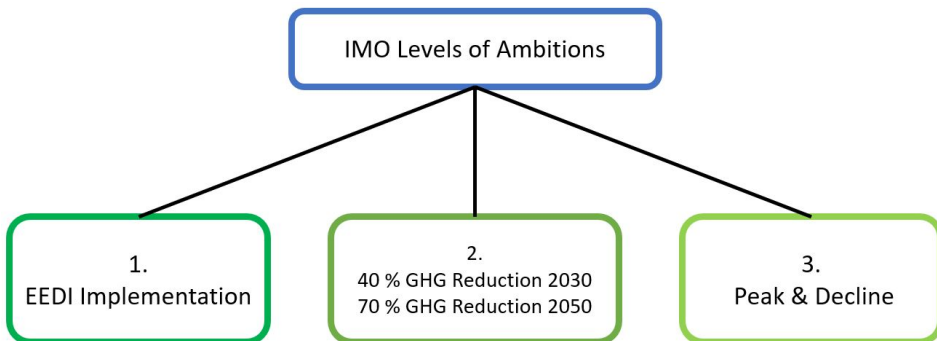 IMO Levels of Ambitions
1.
EEDI Implementation
2.
40 % GHG Reduction 2030
70 % GHG Reduction 2050
3.
Peak & Decline